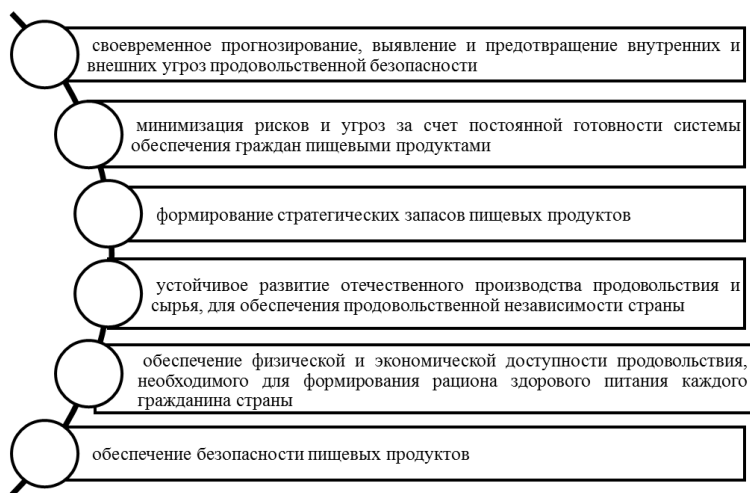 своевременное прогнозирование, выявление и предотвращение внутренних и
внешних угроз продовольственной безопасности
минимизация рисков и угроз за счет постоянной готовности системы
обеспечения граждан пищевыми продуктами
формирование стратегических запасов пищевых продуктов
устойчивое развитие отечественного производства продовольствия и
сырья, для обеспечения продовольственной независимости страны
обеспечение физической и экономической доступности продовольствия,
необходимого для формирования рациона здорового питания каждого
гражданина страны
обеспечение безопасности пищевых продуктов